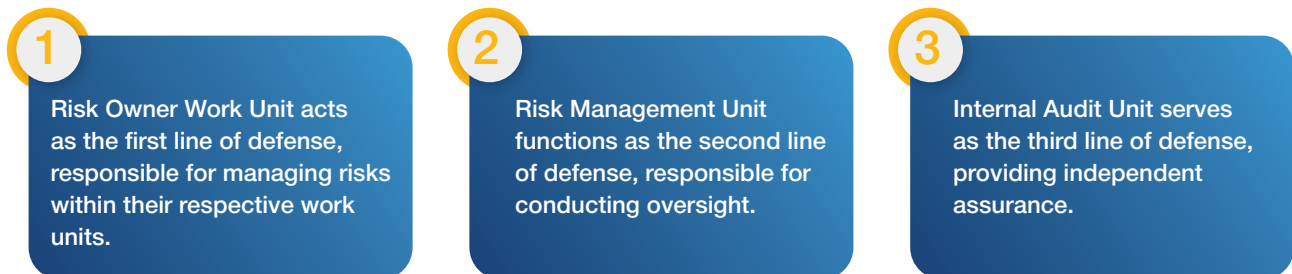 1
Risk Owner Work Unit acts
as the first line of defense,
responsible for managing risks
within their respective work
units.
2
Risk Management Unit
functions as the second line
of defense, responsible for
conducting oversight.
3
Internal Audit Unit serves
as the third line of defense,
providing independent
assurance.